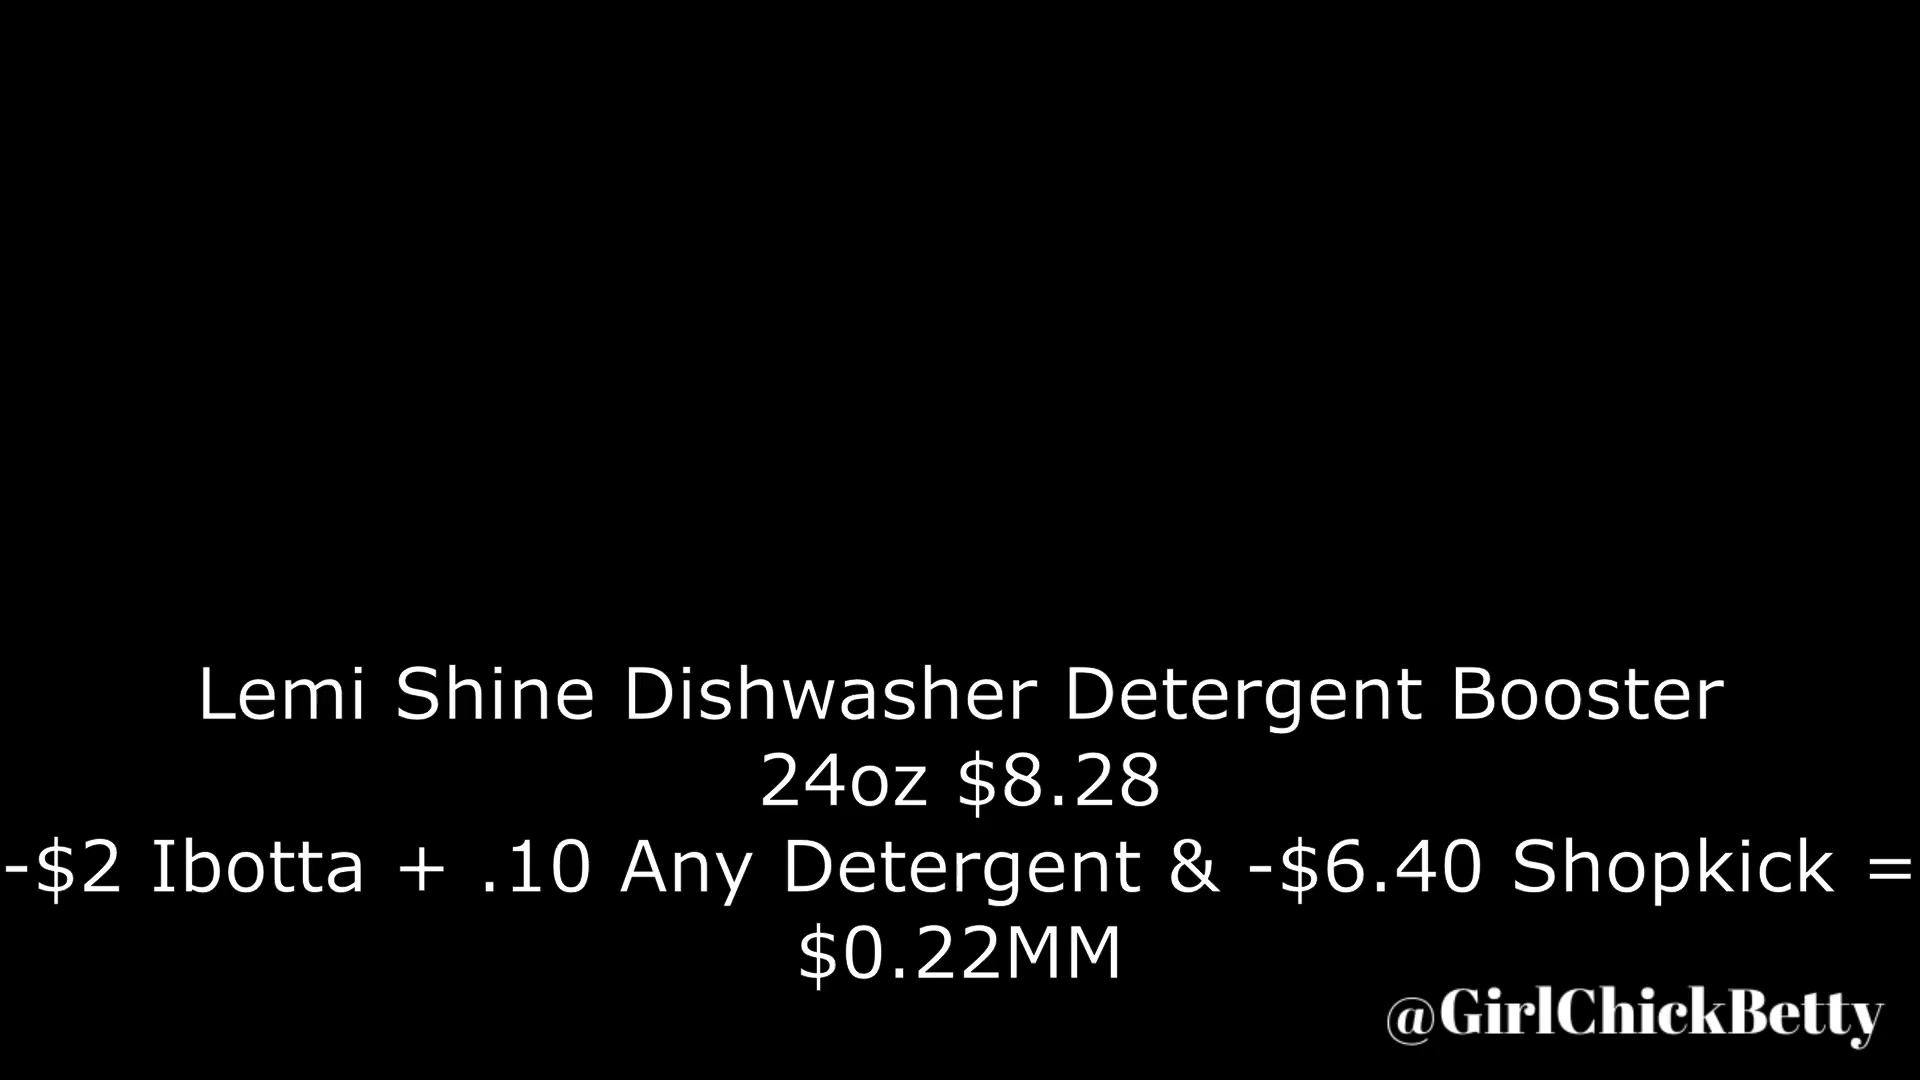 Lemi Shine Dishwasher Detergent Booster
24oz $8.28
-$2 Ibotta + .10 Any Detergent & -$6.40 Shopkick =
$0.22MM
@GirlChickBetty